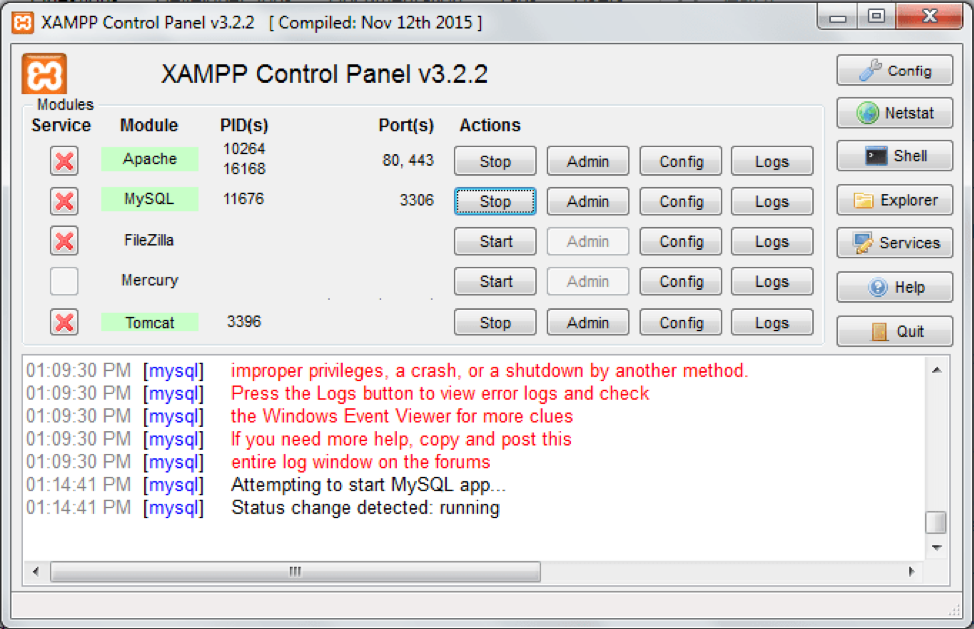 XAMPP Control Panel v3.2.2 [ Compiled: Nov 12th 2015 ]
XAMPP Control Panel v3.2.2
Config
Modules
Service Module PID(s) Port(s) Actions
Netstat
Apache 10264 16168 80, 443 Stop Admin Config Logs
Shell
MySQL 11676 3306 Stop Admin Config Logs
Explorer
FileZilla Start Admin Config Logs
Services
Mercury Start Admin Config Logs
Help
Tomcat 3396 Stop Admin Config Logs
Quit
01:09:30 PM [mysql] improper privileges, a crash, or a shutdown by another method.
01:09:30 PM [mysql] Press the Logs button to view error logs and check
01:09:30 PM [mysql] the Windows Event Viewer for more clues
01:09:30 PM [mysql] If you need more help, copy and post this
01:09:30 PM [mysql] entire log window on the forums
01:14:41 PM [mysql] Attempting to start MySQL app...
01:14:41 PM [mysql] Status change detected: running